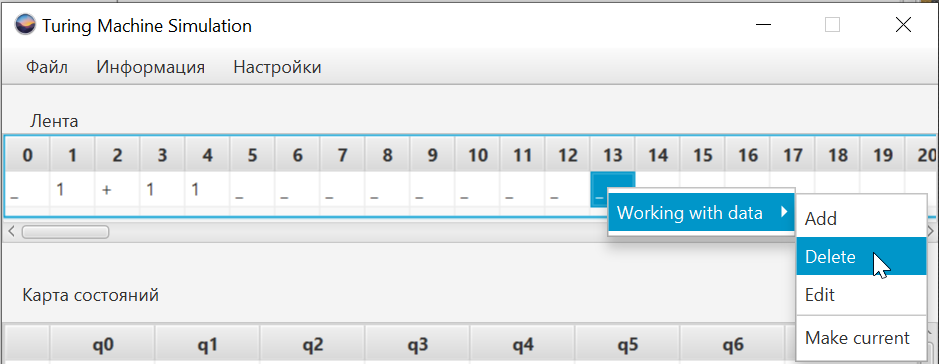 Turing Machine Simulation
Файл Информация Настройки
Лента
0 1 2 3 4 5 6 7 8 9 10 11 12 13 14 15 16 17 18 19 20
_ 1 + 1 1 _ _ _ _ _ _ _ _ _
Working with data
Add
Delete
Edit
Make current
Карта состояний
q0 q1 q2 q3 q4 q5 q6